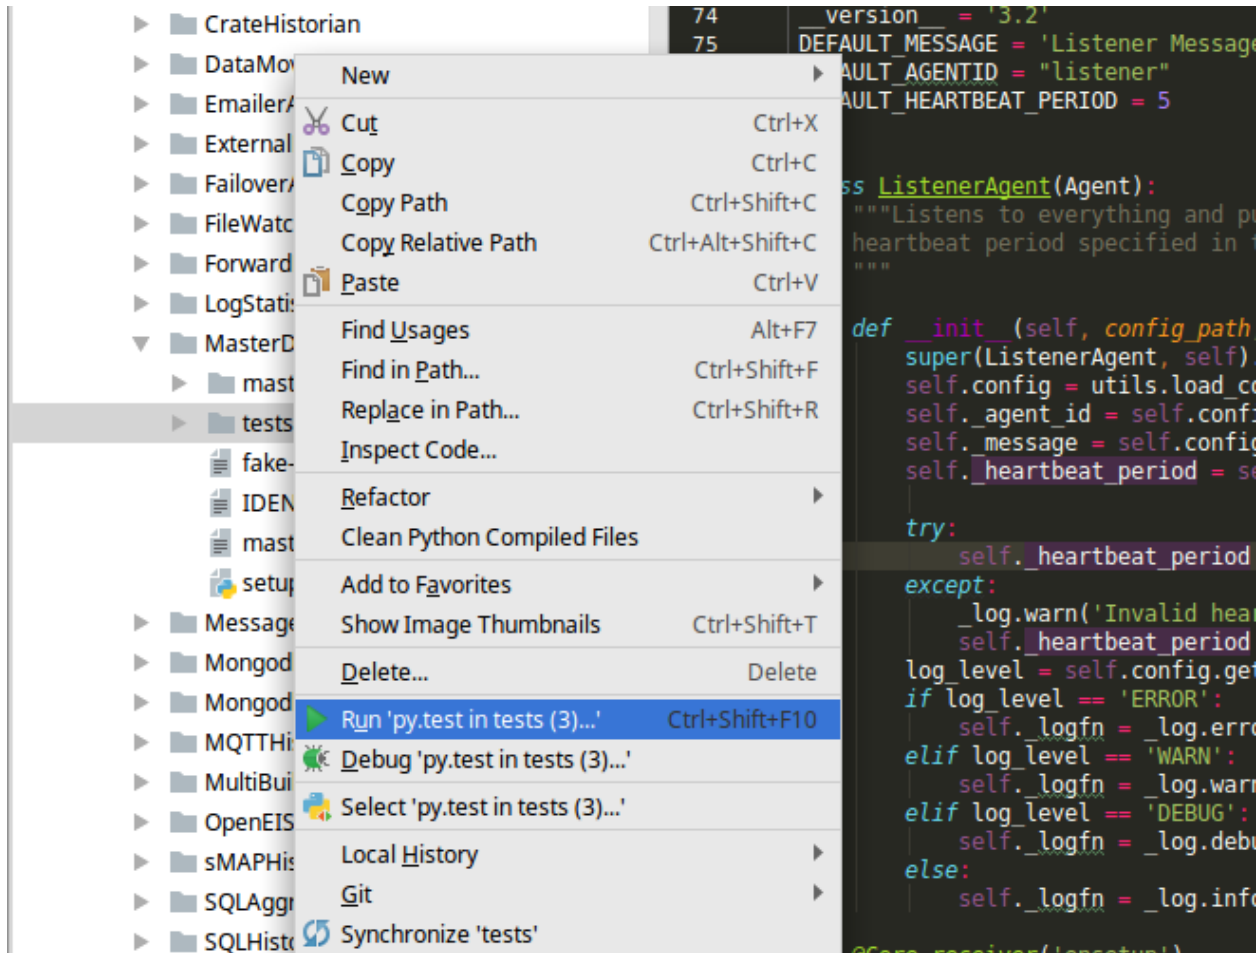 CrateHistorian
DataMov
EmailerA
External
FailoverA
FileWatc
Forward
LogStatis
MasterD
mast
tests
fake-
IDEN
mast
setup
Message
Mongod
Mongod
MQTTHi
MultiBui
OpenEIS
sMAPHis
SQLAggr
SQLHisto
New
Cut Ctrl+X
Copy Ctrl+C
Copy Path Ctrl+Shift+C
Copy Relative Path Ctrl+Alt+Shift+C
Paste Ctrl+V
Find Usages Alt+F7
Find in Path... Ctrl+Shift+F
Replace in Path... Ctrl+Shift+R
Inspect Code...
Refactor
Clean Python Compiled Files
Add to Favorites
Show Image Thumbnails Ctrl+Shift+T
Delete... Delete
Run 'py.test in tests (3)...' Ctrl+Shift+F10
Debug 'py.test in tests (3)...'
Select 'py.test in tests (3)...'
Local History
Git
Synchronize 'tests'
74 __version__ = '3.2'
75 DEFAULT_MESSAGE = 'Listener Message
AULT_AGENTID = "listener"
AULT_HEARTBEAT_PERIOD = 5
ss ListenerAgent(Agent):
"""Listens to everything and pu
heartbeat period specified in t
"""
def __init__(self, config_path,
super(ListenerAgent, self).
self.config = utils.load_co
self._agent_id = self.confi
self._message = self.config
self._heartbeat_period = se
try:
self._heartbeat_period
except:
_log.warn('Invalid hear
self._heartbeat_period
log_level = self.config.get
if log_level == 'ERROR':
self._logfn = _log.erro
elif log_level == 'WARN':
self._logfn = _log.warn
elif log_level == 'DEBUG':
self._logfn = _log.debu
else:
self._logfn = _log.info
@Core.receiver('onsetup')